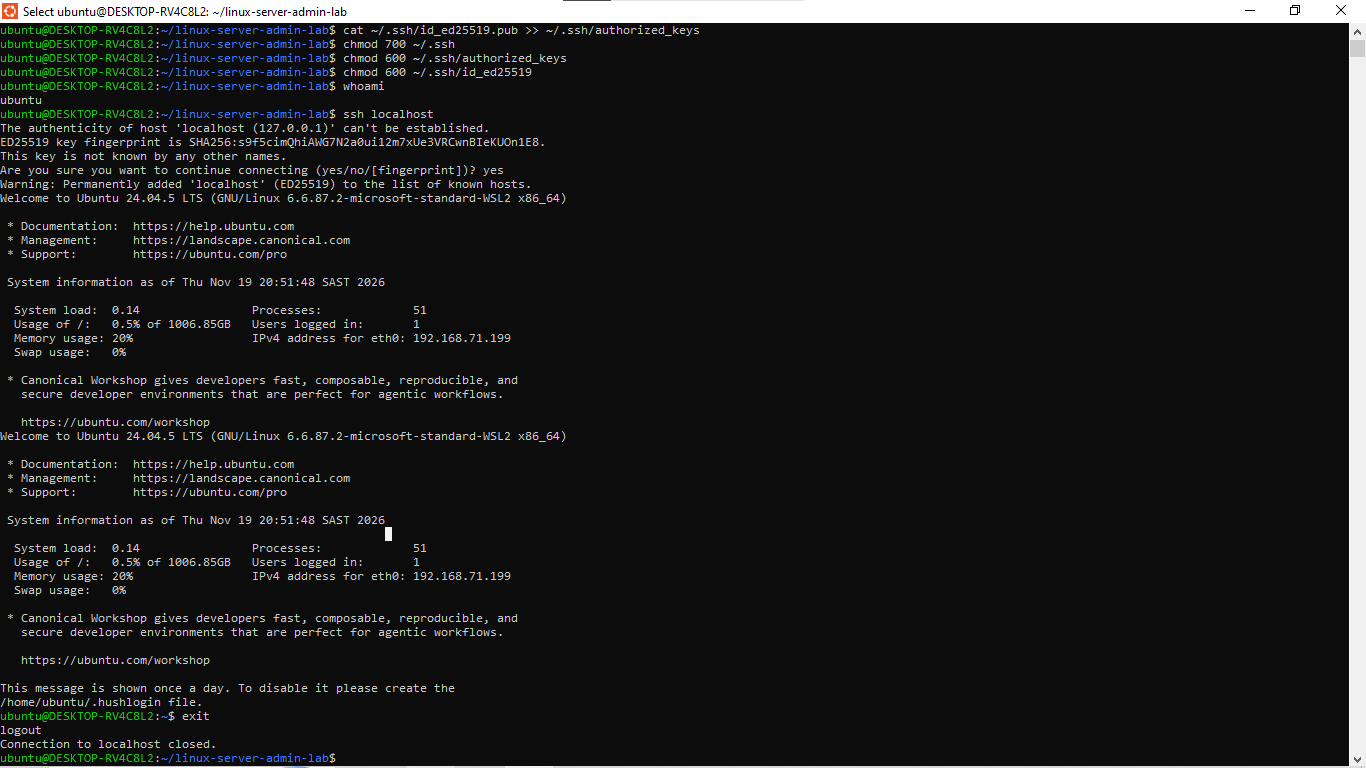 Select ubuntu@DESKTOP-RV4C8L2: ~/linux-server-admin-lab
ubuntu@DESKTOP-RV4C8L2:~/linux-server-admin-lab$ cat ~/.ssh/id_ed25519.pub >> ~/.ssh/authorized_keys
ubuntu@DESKTOP-RV4C8L2:~/linux-server-admin-lab$ chmod 700 ~/.ssh
ubuntu@DESKTOP-RV4C8L2:~/linux-server-admin-lab$ chmod 600 ~/.ssh/authorized_keys
ubuntu@DESKTOP-RV4C8L2:~/linux-server-admin-lab$ chmod 600 ~/.ssh/id_ed25519
ubuntu@DESKTOP-RV4C8L2:~/linux-server-admin-lab$ whoami
ubuntu
ubuntu@DESKTOP-RV4C8L2:~/linux-server-admin-lab$ ssh localhost
The authenticity of host 'localhost (127.0.0.1)' can't be established.
ED25519 key fingerprint is SHA256:s9f5cimQhiAWG7N2a0ui12m7xUe3VRCwnBIeKUOn1E8.
This key is not known by any other names.
Are you sure you want to continue connecting (yes/no/[fingerprint])? yes
Warning: Permanently added 'localhost' (ED25519) to the list of known hosts.
Welcome to Ubuntu 24.04.5 LTS (GNU/Linux 6.6.87.2-microsoft-standard-WSL2 x86_64)
* Documentation:  https://help.ubuntu.com
* Management:     https://landscape.canonical.com
* Support:        https://ubuntu.com/pro
System information as of Thu Nov 19 20:51:48 SAST 2026
System load:  0.14                Processes:             51
Usage of /:   0.5% of 1006.85GB   Users logged in:       1
Memory usage: 20%                 IPv4 address for eth0: 192.168.71.199
Swap usage:   0%
* Canonical Workshop gives developers fast, composable, reproducible, and
secure developer environments that are perfect for agentic workflows.
https://ubuntu.com/workshop
Welcome to Ubuntu 24.04.5 LTS (GNU/Linux 6.6.87.2-microsoft-standard-WSL2 x86_64)
* Documentation:  https://help.ubuntu.com
* Management:     https://landscape.canonical.com
* Support:        https://ubuntu.com/pro
System information as of Thu Nov 19 20:51:48 SAST 2026
System load:  0.14                Processes:             51
Usage of /:   0.5% of 1006.85GB   Users logged in:       1
Memory usage: 20%                 IPv4 address for eth0: 192.168.71.199
Swap usage:   0%
* Canonical Workshop gives developers fast, composable, reproducible, and
secure developer environments that are perfect for agentic workflows.
https://ubuntu.com/workshop
This message is shown once a day. To disable it please create the
/home/ubuntu/.hushlogin file.
ubuntu@DESKTOP-RV4C8L2:~$ exit
logout
Connection to localhost closed.
ubuntu@DESKTOP-RV4C8L2:~/linux-server-admin-lab$